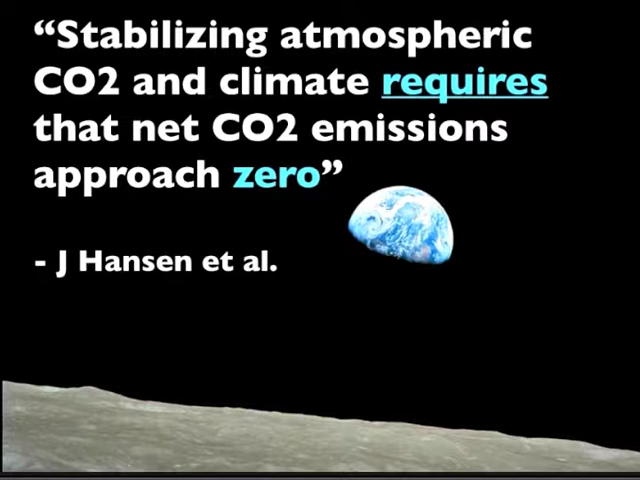 “Stabilizing atmospheric
CO2 and climate requires
that net CO2 emissions
approach zero”
- J Hansen et al.